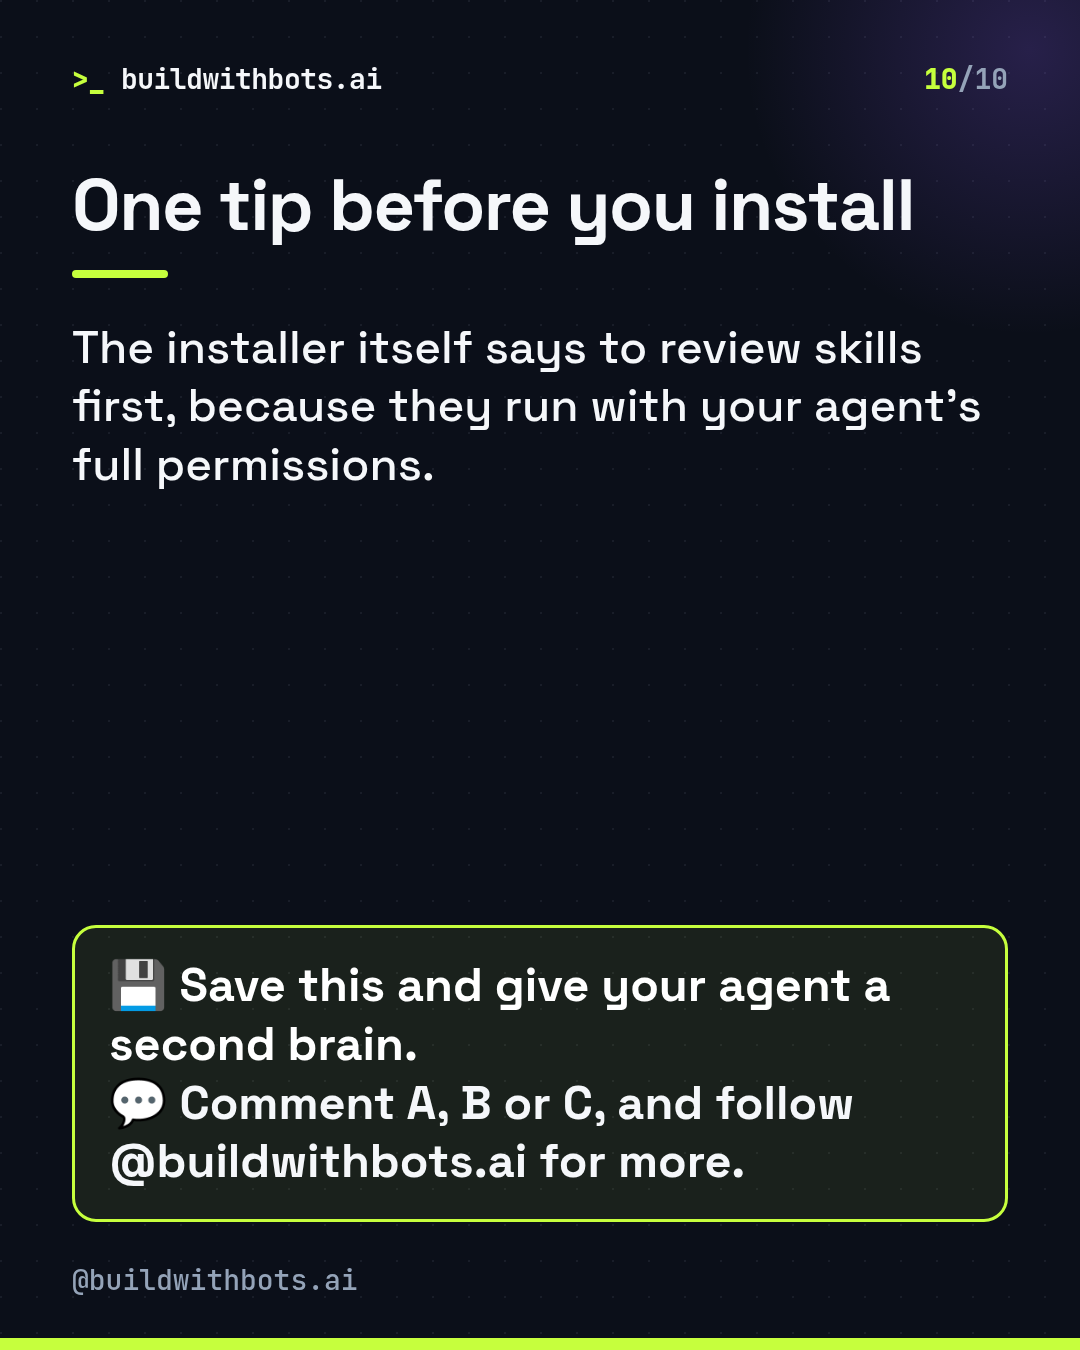 >_ buildwithbots.ai
10/10
One tip before you install
The installer itself says to review skills
first, because they run with your agent’s
full permissions.
💾 Save this and give your agent a
second brain.
💬 Comment A, B or C, and follow
@buildwithbots.ai for more.
@buildwithbots.ai